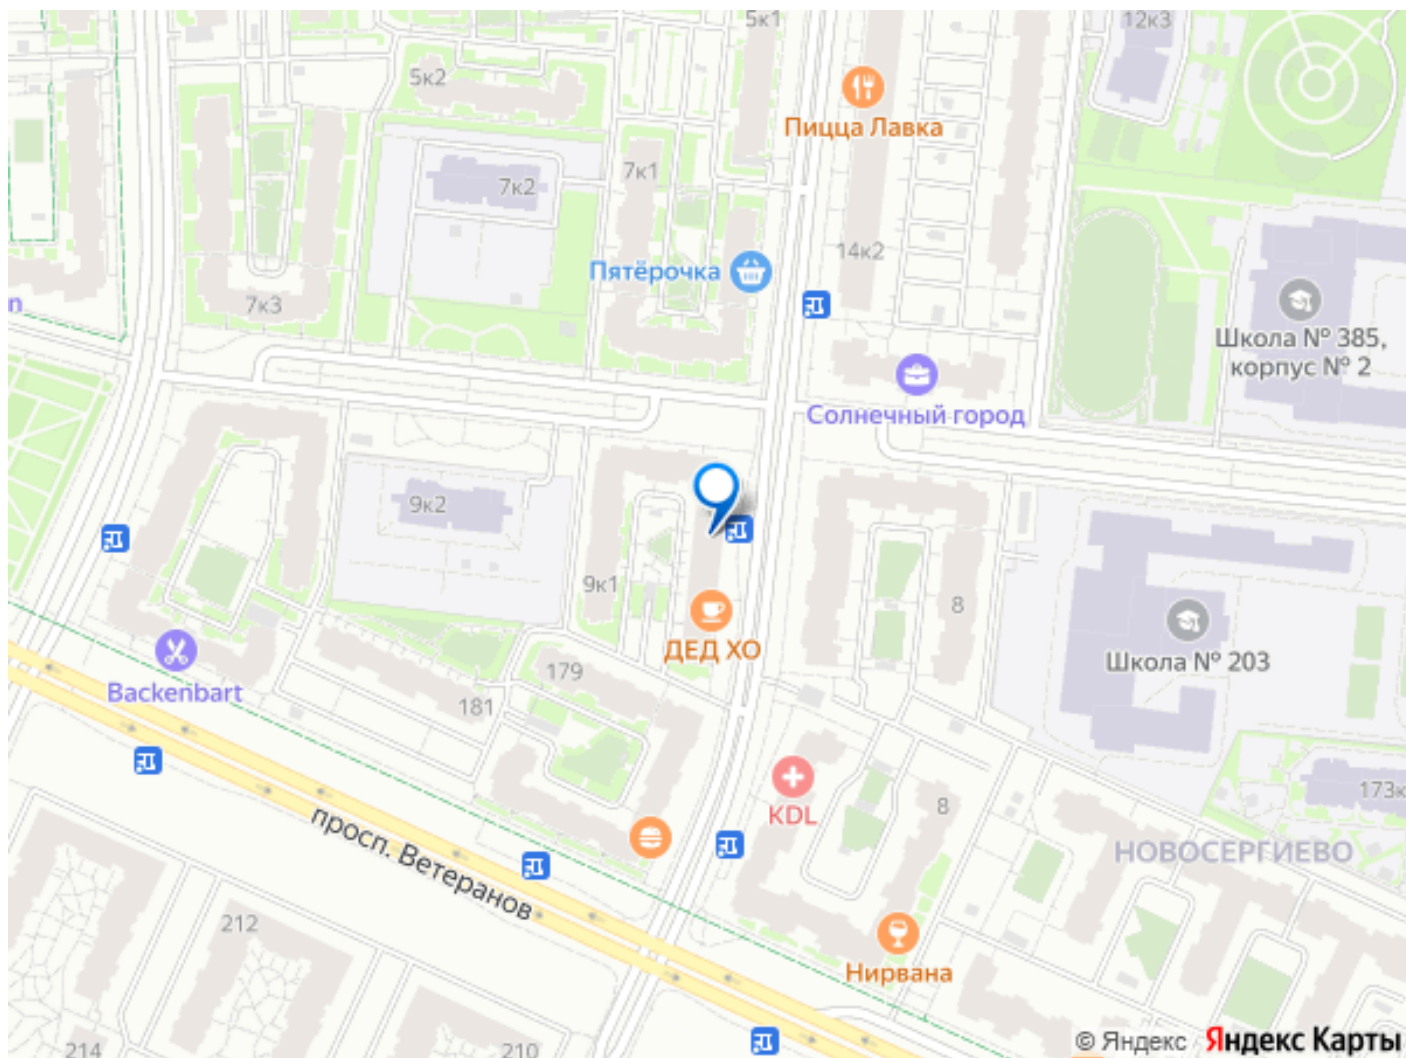 5к1
12к3
5к2
Пицца Лавка
7к1
7к2
14к2
Пятёрочка
7к3
n
Школа № 385,
корпус № 2
Солнечный город
9к2
9к1
8
ДЕД ХО
Школа № 203
179
Backenbart
181
173к
KDL
8
просп. Ветеранов
НОВОСЕРГИЕВО
212
Нирвана
214
210
© Яндекс Яндекс Карты